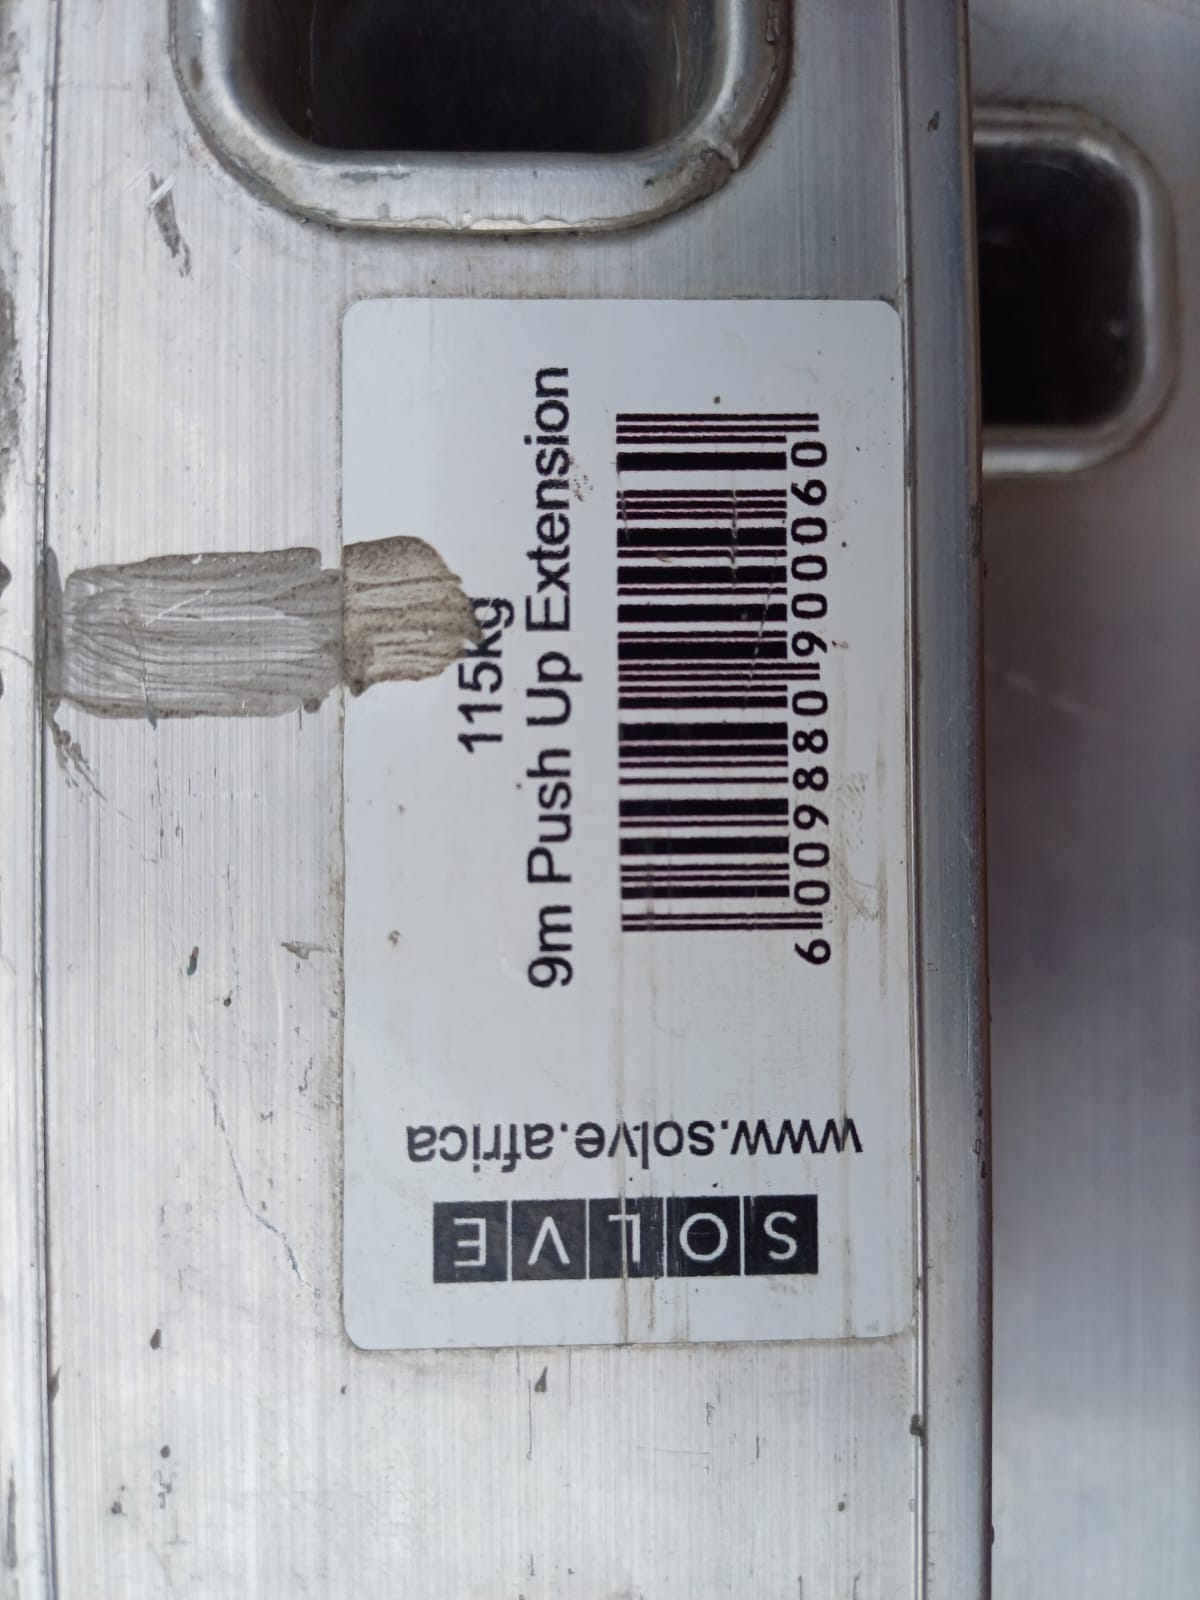 115kg
9m Push Up Extension
6009880900060
www.solve.africa
SOLVE